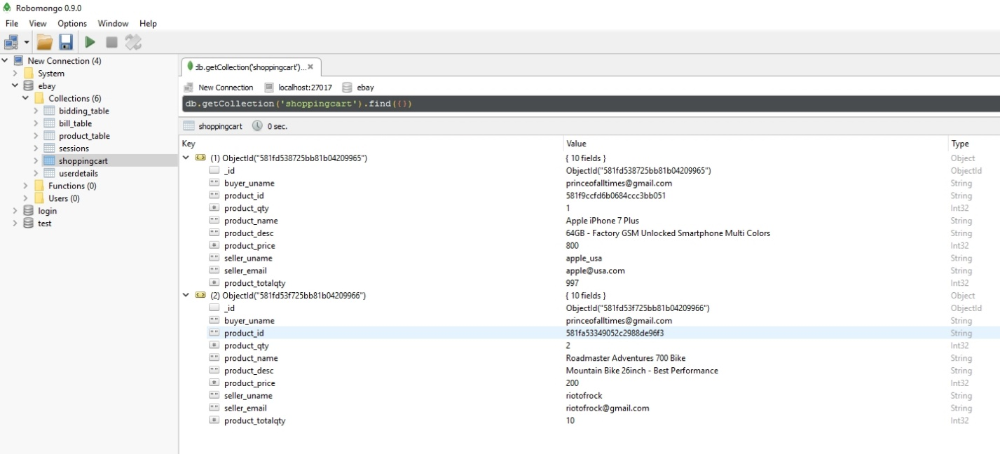 Robomongo 0.9.0
File View Options Window Help
New Connection (4)
System
ebay
Collections (6)
bidding_table
bill_table
product_table
sessions
shoppingcart
userdetails
Functions (0)
Users (0)
login
test
db.getCollection('shoppingcart')...
New Connection localhost:27017 ebay
db.getCollection('shoppingcart').find({})
shoppingcart 0 sec.
Key Value Type
(1) ObjectId("581fd538725bb81b04209965") { 10 fields } Object
_id ObjectId("581fd538725bb81b04209965") ObjectId
buyer_uname princeofalltimes@gmail.com String
product_id 581f9ccfd6b0684ccc3bb051 String
product_qty 1 Int32
product_name Apple iPhone 7 Plus String
product_desc 64GB - Factory GSM Unlocked Smartphone Multi Colors String
product_price 800 Int32
seller_uname apple_usa String
seller_email apple@usa.com String
product_totalqty 997 Int32
(2) ObjectId("581fd53f725bb81b04209966") { 10 fields } Object
_id ObjectId("581fd53f725bb81b04209966") ObjectId
buyer_uname princeofalltimes@gmail.com String
product_id 581fa53349052c2988de96f3 String
product_qty 2 Int32
product_name Roadmaster Adventures 700 Bike String
product_desc Mountain Bike 26inch - Best Performance String
product_price 200 Int32
seller_uname riotofrock String
seller_email riotofrock@gmail.com String
product_totalqty 10 Int32